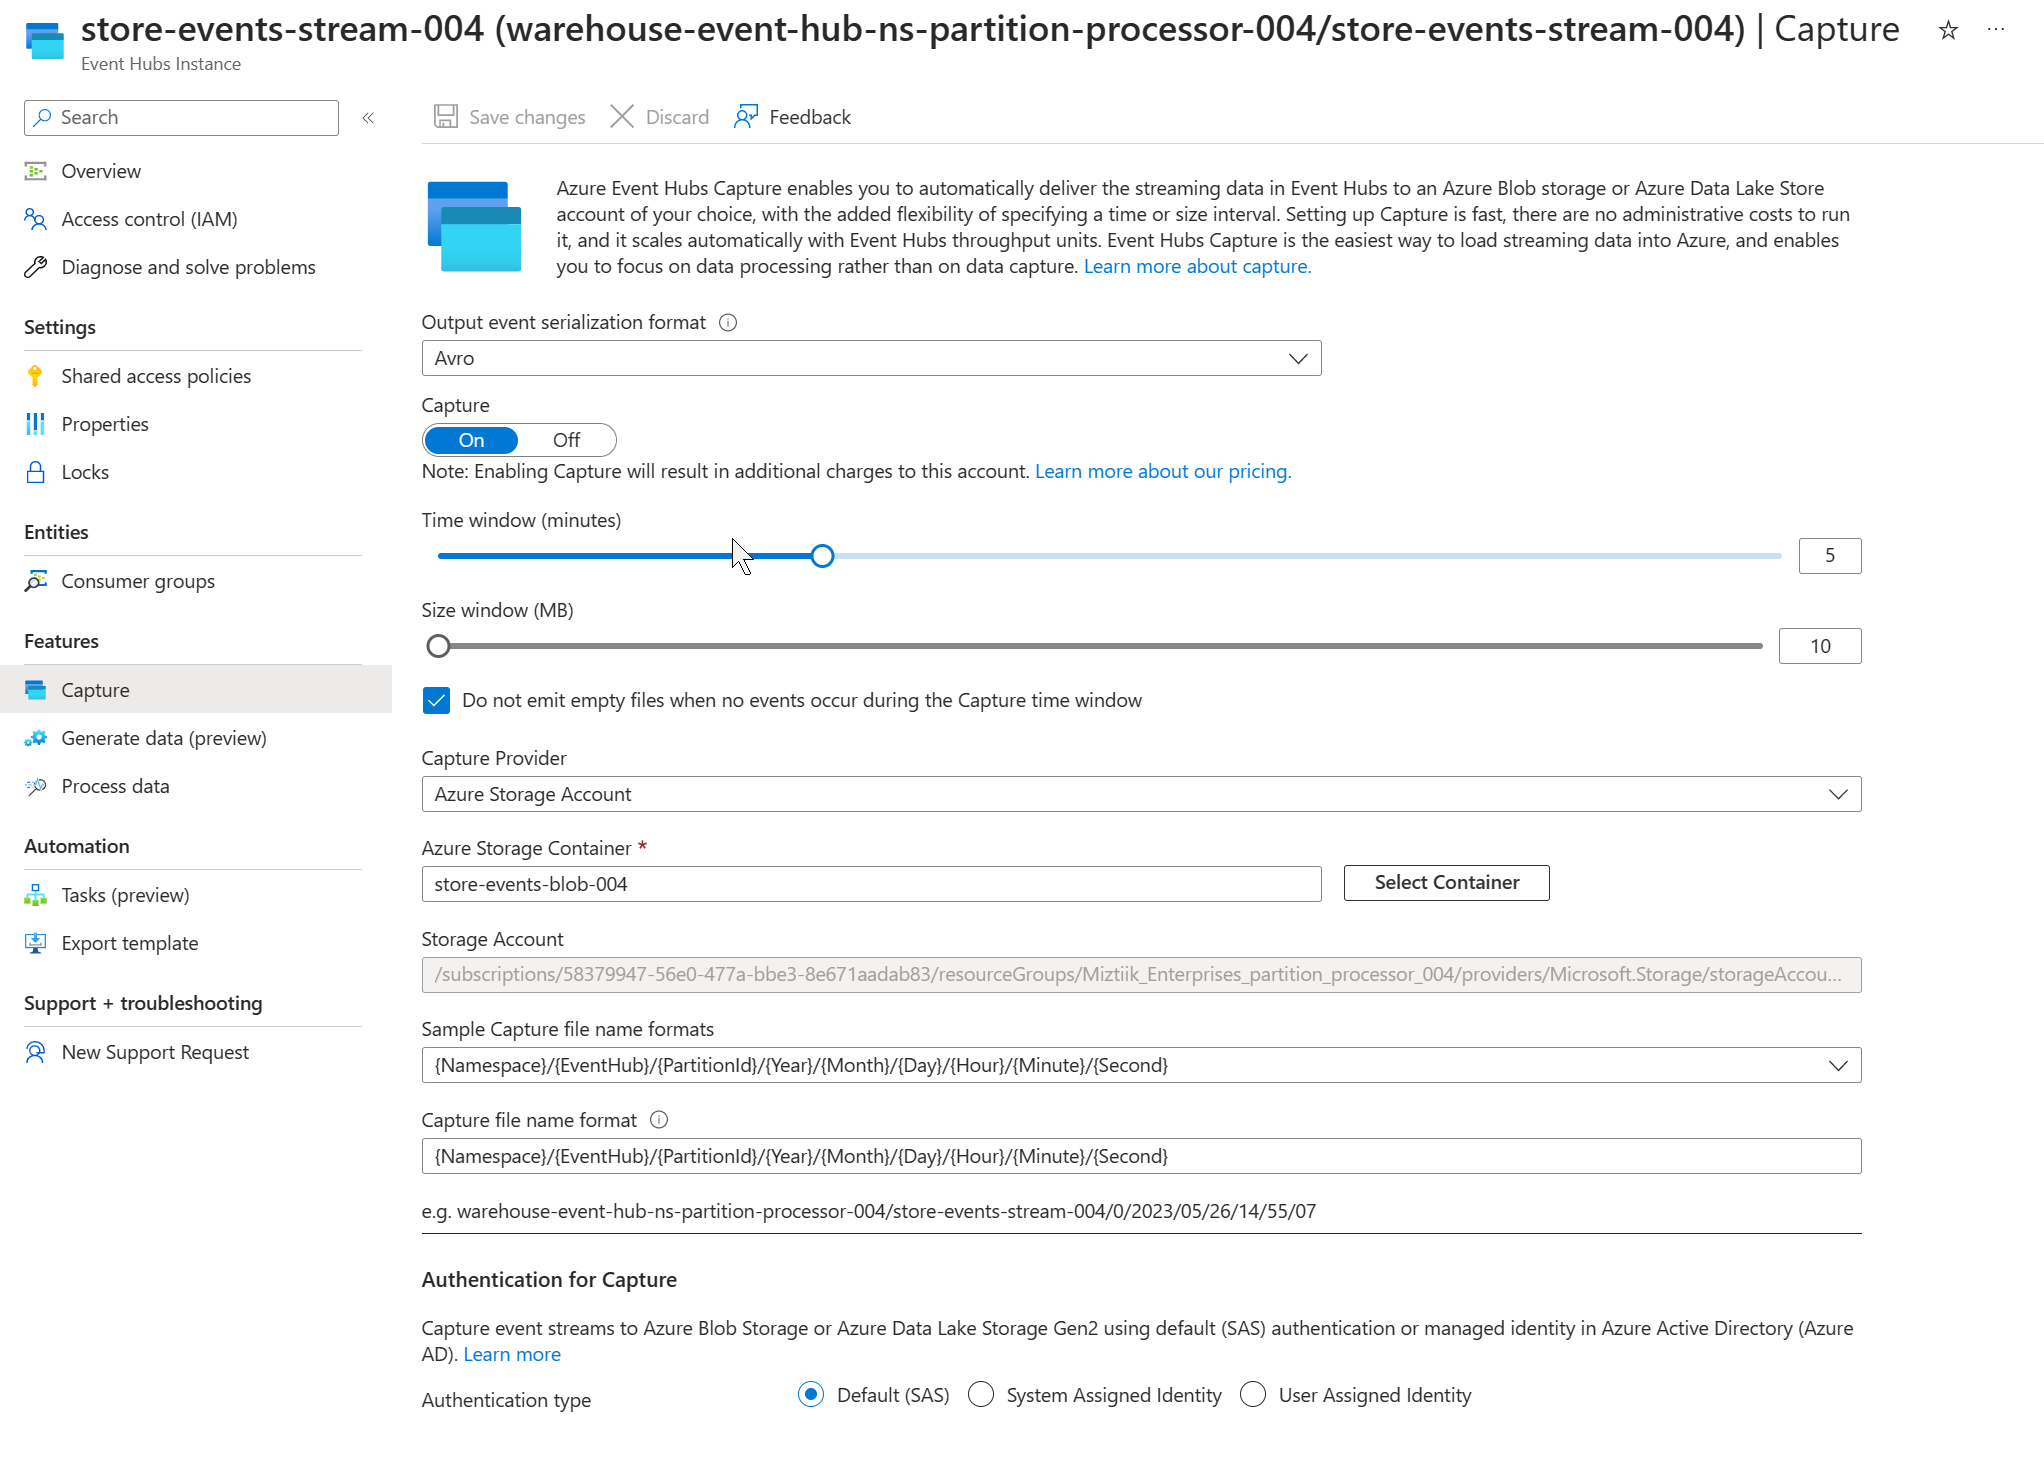 store-events-stream-004 (warehouse-event-hub-ns-partition-processor-004/store-events-stream-004) | Capture
Event Hubs Instance
Search
Overview
Access control (IAM)
Diagnose and solve problems
Settings
Shared access policies
Properties
Locks
Entities
Consumer groups
Features
Capture
Generate data (preview)
Process data
Automation
Tasks (preview)
Export template
Support + troubleshooting
New Support Request
Save changes
Discard
Feedback
Azure Event Hubs Capture enables you to automatically deliver the streaming data in Event Hubs to an Azure Blob storage or Azure Data Lake Store
account of your choice, with the added flexibility of specifying a time or size interval. Setting up Capture is fast, there are no administrative costs to run
it, and it scales automatically with Event Hubs throughput units. Event Hubs Capture is the easiest way to load streaming data into Azure, and enables
you to focus on data processing rather than on data capture. Learn more about capture.
Output event serialization format
Avro
Capture
On Off
Note: Enabling Capture will result in additional charges to this account. Learn more about our pricing.
Time window (minutes)
5
Size window (MB)
10
Do not emit empty files when no events occur during the Capture time window
Capture Provider
Azure Storage Account
Azure Storage Container *
store-events-blob-004
Select Container
Storage Account
/subscriptions/58379947-56e0-477a-bbe3-8e671aadab83/resourceGroups/Miztiik_Enterprises_partition_processor_004/providers/Microsoft.Storage/storageAccou...
Sample Capture file name formats
{Namespace}/{EventHub}/{PartitionId}/{Year}/{Month}/{Day}/{Hour}/{Minute}/{Second}
Capture file name format
{Namespace}/{EventHub}/{PartitionId}/{Year}/{Month}/{Day}/{Hour}/{Minute}/{Second}
e.g. warehouse-event-hub-ns-partition-processor-004/store-events-stream-004/0/2023/05/26/14/55/07
Authentication for Capture
Capture event streams to Azure Blob Storage or Azure Data Lake Storage Gen2 using default (SAS) authentication or managed identity in Azure Active Directory (Azure
AD). Learn more
Authentication type
Default (SAS)
System Assigned Identity
User Assigned Identity